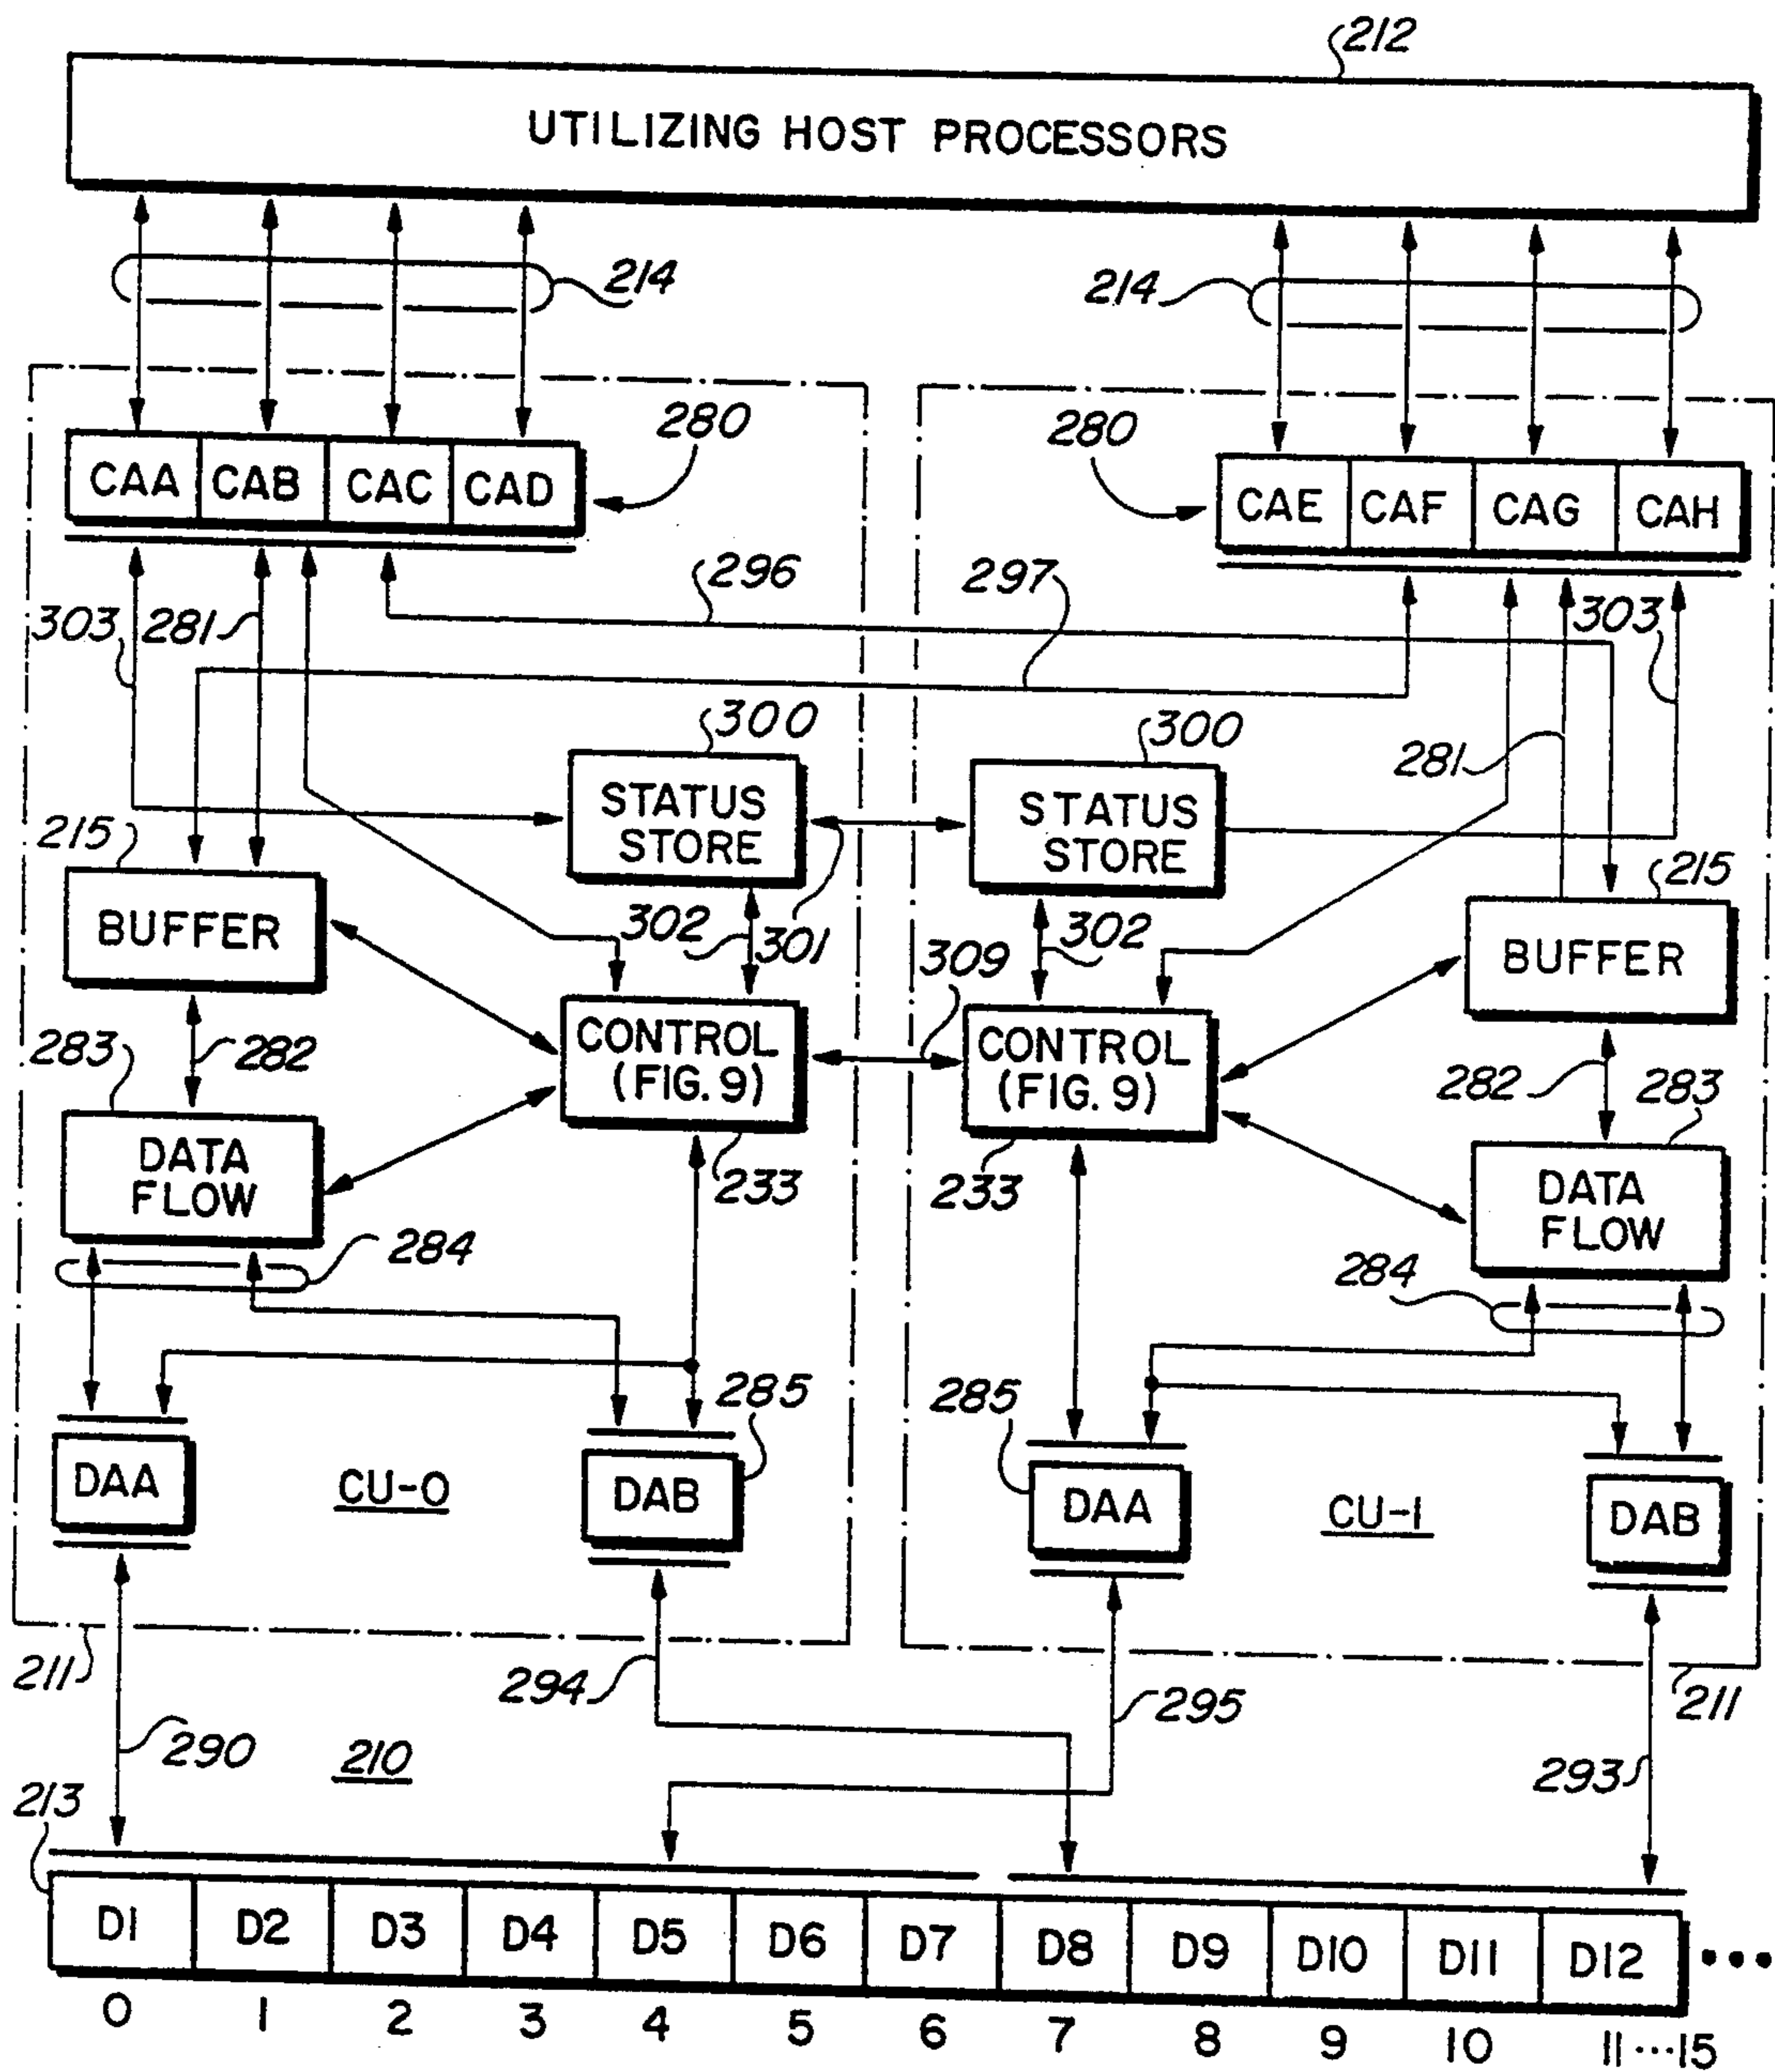 212
UTILIZING HOST PROCESSORS
214
214
280
280
CAA CAB CAC CAD
CAE CAF CAG CAH
296
297
303
281
303
300
300
281
STATUS
STORE
STATUS
STORE
215
215
302
301
302
BUFFER
309
BUFFER
CONTROL
(FIG. 9)
CONTROL
(FIG. 9)
283
282
282
283
DATA
FLOW
233
233
DATA
FLOW
284
284
285
285
DAA
CU-0
DAB
DAA
CU-1
DAB
211
294
295
211
290
210
293
213
D1 D2 D3 D4 D5 D6 D7 D8 D9 D10 D11 D12 •••
0 1 2 3 4 5 6 7 8 9 10 11 ••• 15